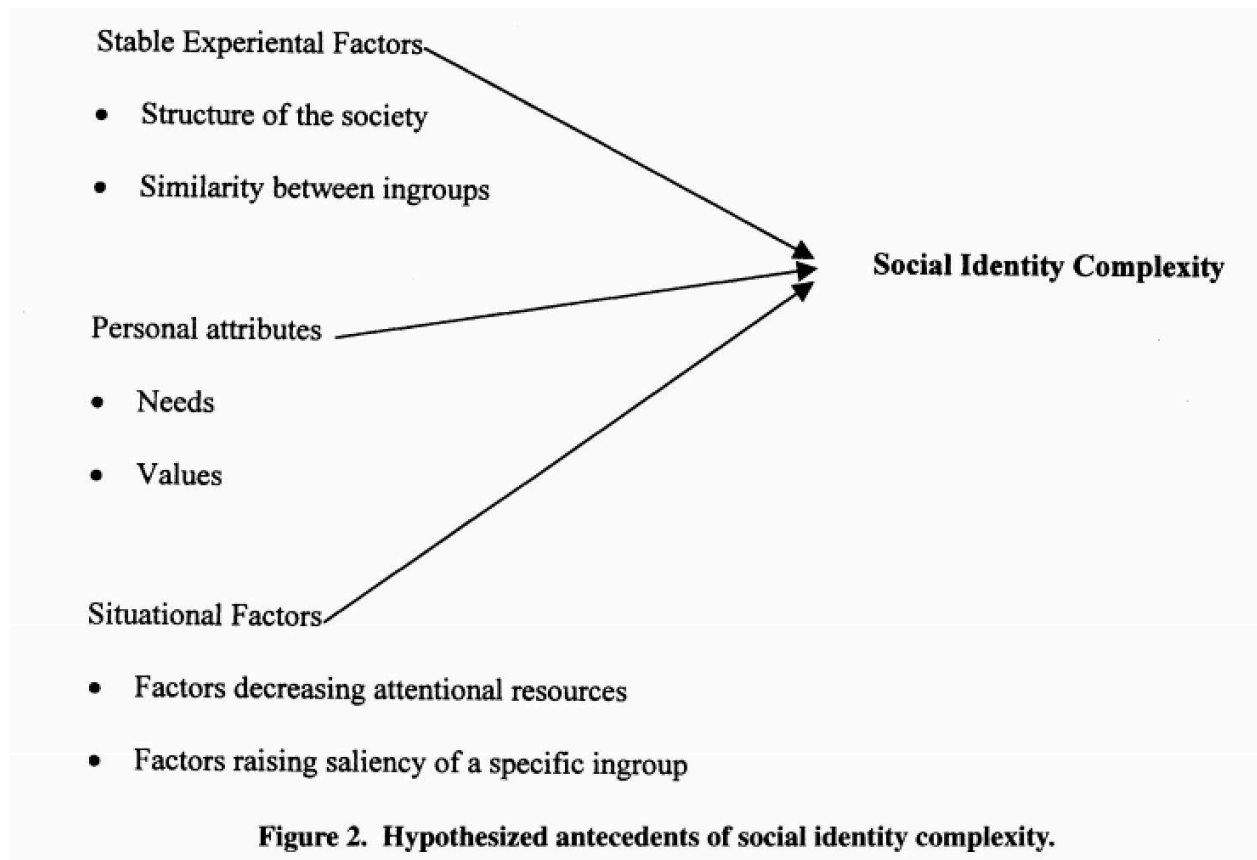 Stable Experiental Factors
• Structure of the society
• Similarity between ingroups
Social Identity Complexity
Personal attributes
• Needs
• Values
Situational Factors
• Factors decreasing attentional resources
• Factors raising saliency of a specific ingroup
Figure 2. Hypothesized antecedents of social identity complexity.